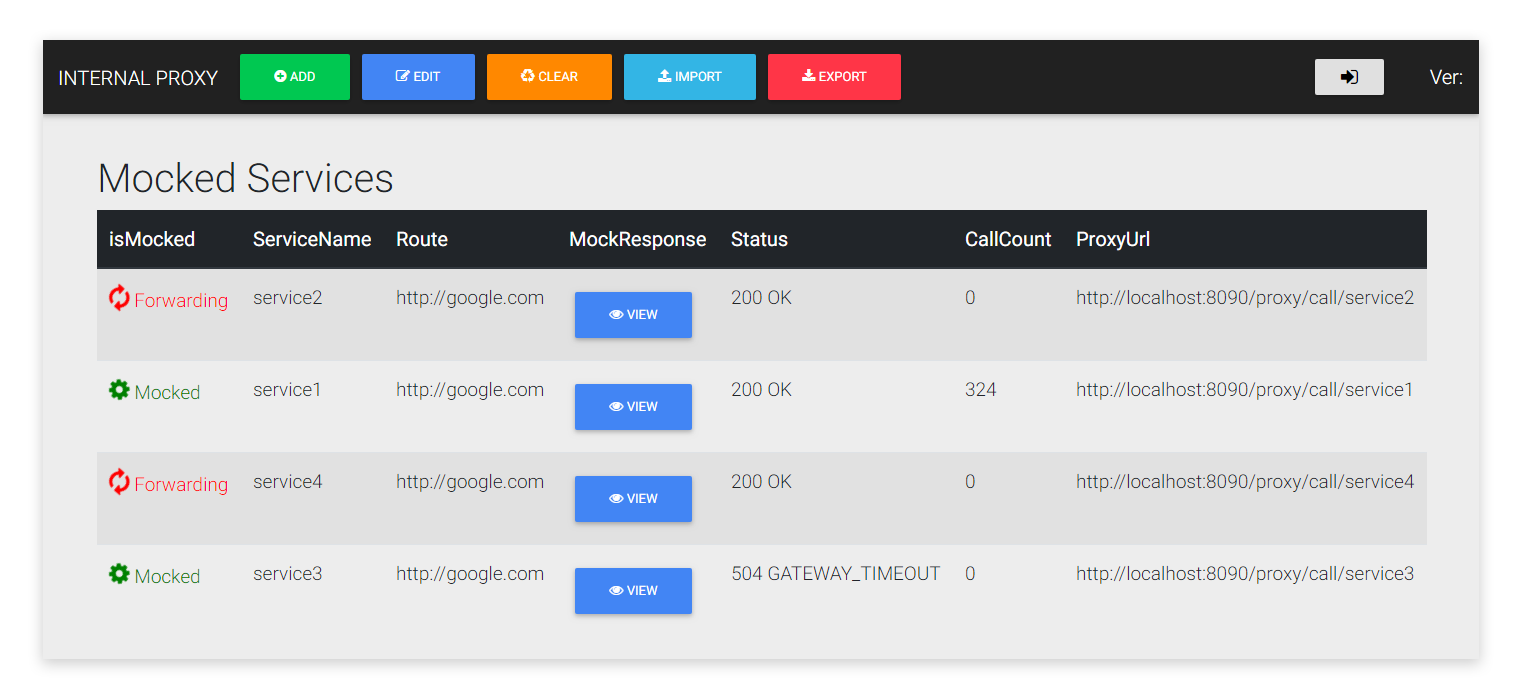 INTERNAL PROXY ADD EDIT CLEAR IMPORT EXPORT Ver:
Mocked Services
isMocked ServiceName Route MockResponse Status CallCount ProxyUrl
Forwarding service2 http://google.com VIEW 200 OK 0 http://localhost:8090/proxy/call/service2
Mocked service1 http://google.com VIEW 200 OK 324 http://localhost:8090/proxy/call/service1
Forwarding service4 http://google.com VIEW 200 OK 0 http://localhost:8090/proxy/call/service4
Mocked service3 http://google.com VIEW 504 GATEWAY_TIMEOUT 0 http://localhost:8090/proxy/call/service3